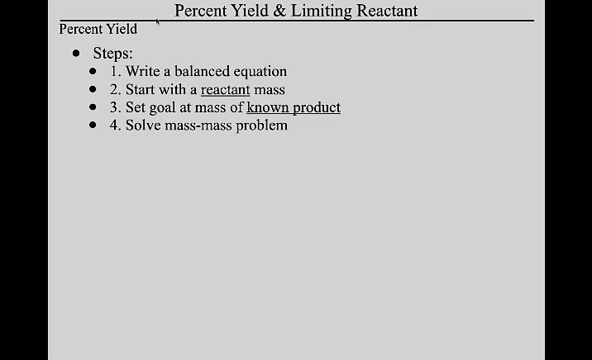 Percent Yield & Limiting Reactant
Percent Yield
• Steps:
• 1. Write a balanced equation
• 2. Start with a reactant mass
• 3. Set goal at mass of known product
• 4. Solve mass-mass problem